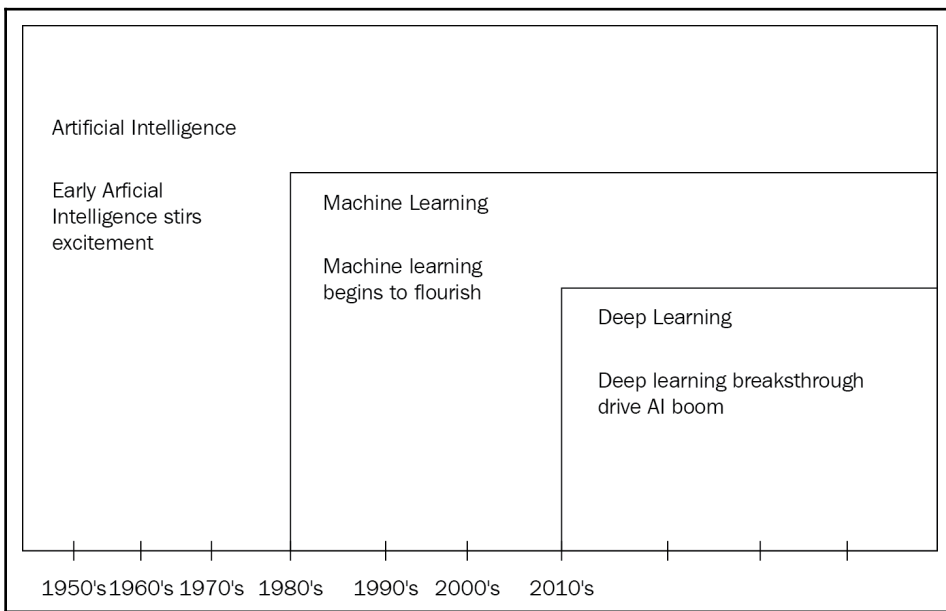 Artificial Intelligence
Early Arficial
Intelligence stirs
excitement
Machine Learning
Machine learning
begins to flourish
Deep Learning
Deep learning breaksthrough
drive AI boom
1950's 1960's 1970's 1980's 1990's 2000's 2010's